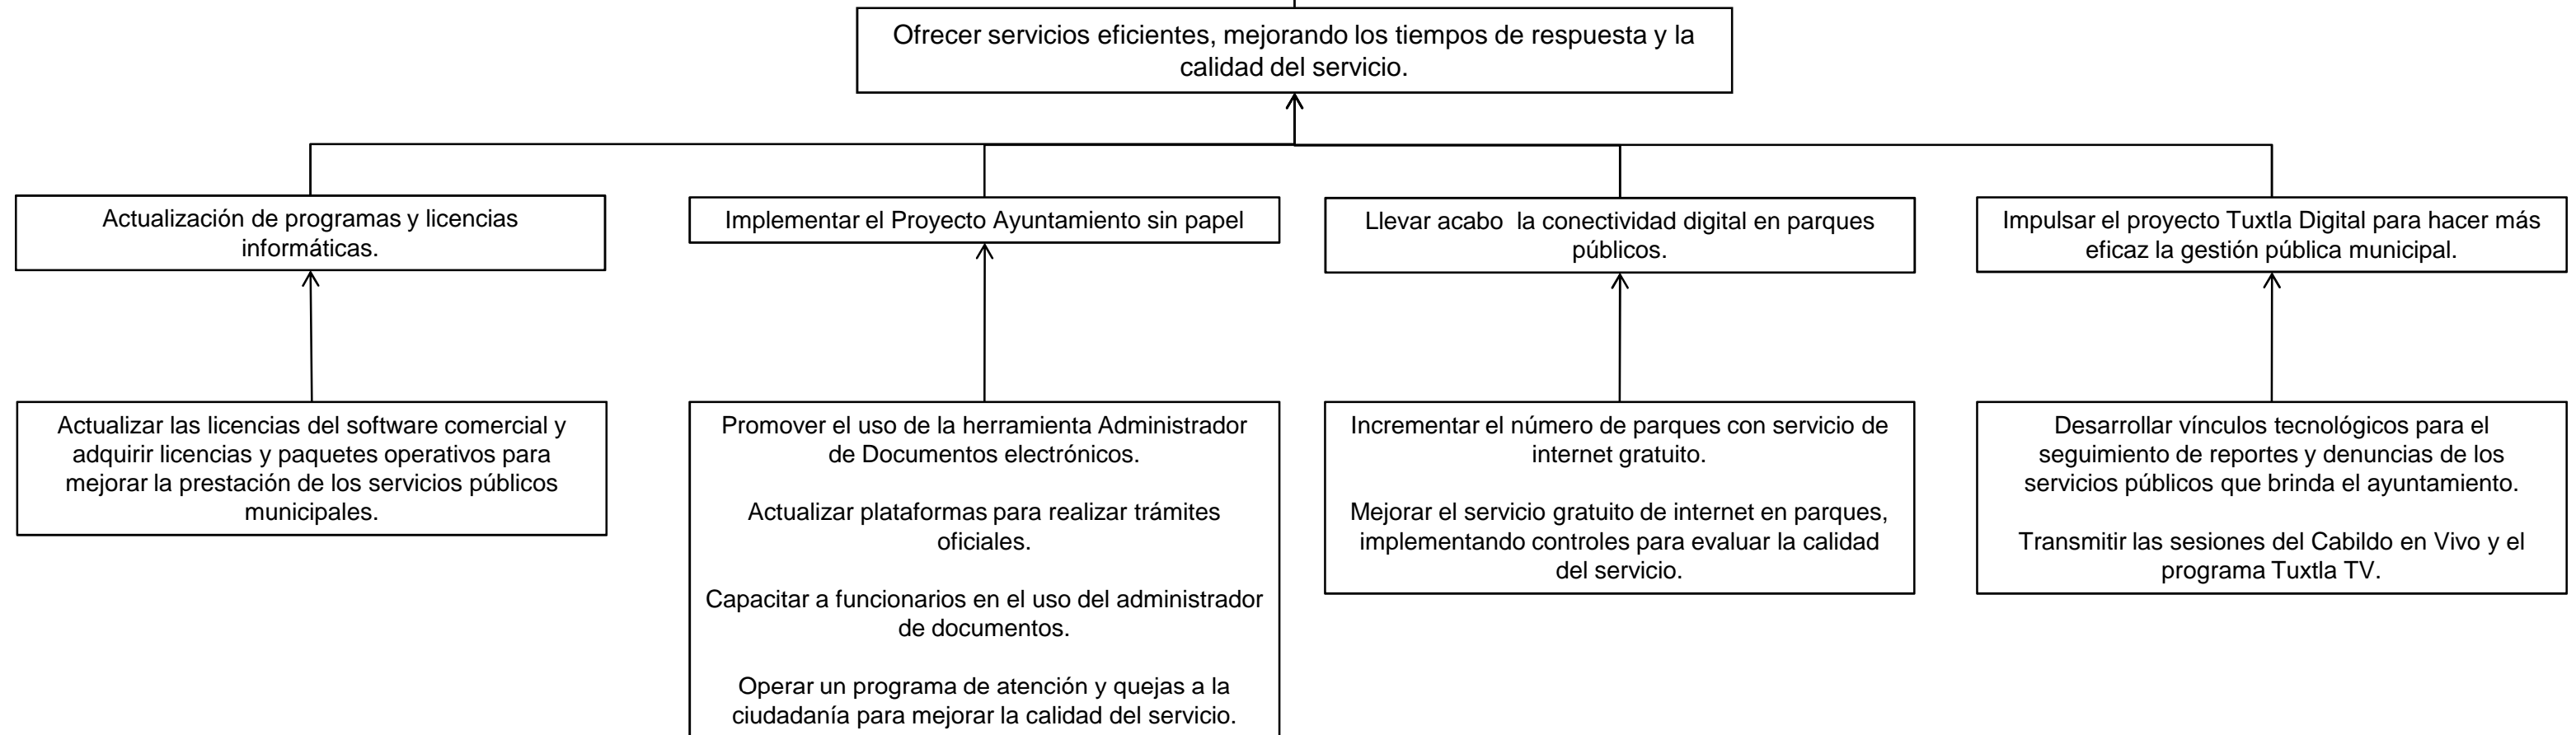 Ofrecer servicios eficientes, mejorando los tiempos de respuesta y la
calidad del servicio.
Actualización de programas y licencias
informáticas.
Implementar el Proyecto Ayuntamiento sin papel
Llevar acabo  la conectividad digital en parques
públicos.
Impulsar el proyecto Tuxtla Digital para hacer más
eficaz la gestión pública municipal.
Actualizar las licencias del software comercial y
adquirir licencias y paquetes operativos para
mejorar la prestación de los servicios públicos
municipales.
Promover el uso de la herramienta Administrador
de Documentos electrónicos.
Actualizar plataformas para realizar trámites
oficiales.
Capacitar a funcionarios en el uso del administrador
de documentos.
Operar un programa de atención y quejas a la
ciudadanía para mejorar la calidad del servicio.
Incrementar el número de parques con servicio de
internet gratuito.
Mejorar el servicio gratuito de internet en parques,
implementando controles para evaluar la calidad
del servicio.
Desarrollar vínculos tecnológicos para el
seguimiento de reportes y denuncias de los
servicios públicos que brinda el ayuntamiento.
Transmitir las sesiones del Cabildo en Vivo y el
programa Tuxtla TV.